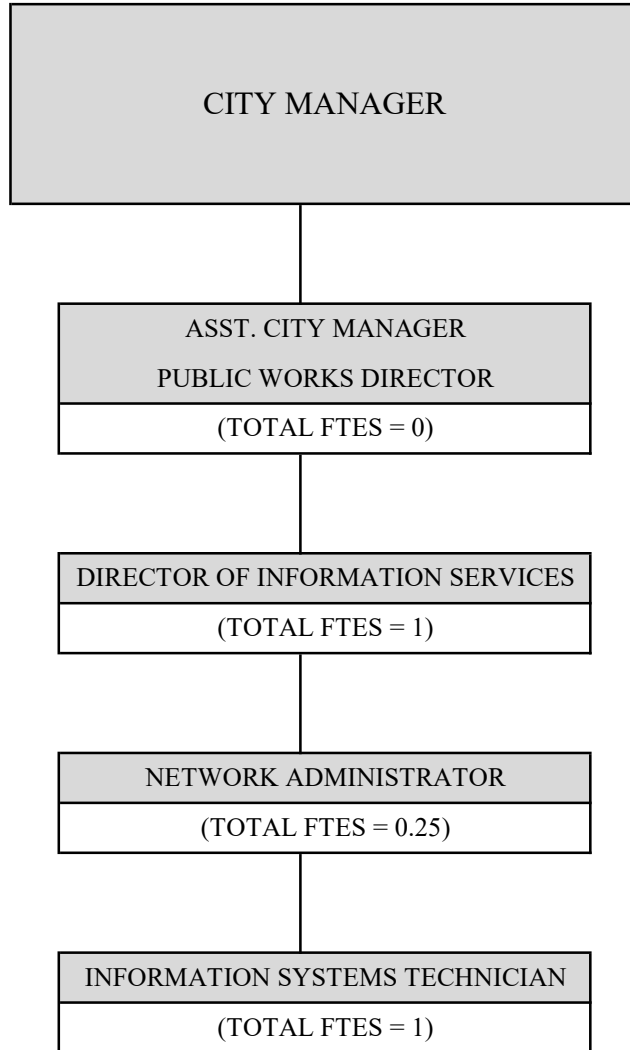 CITY MANAGER
ASST. CITY MANAGER
PUBLIC WORKS DIRECTOR
(TOTAL FTES = 0)
DIRECTOR OF INFORMATION SERVICES
(TOTAL FTES = 1)
NETWORK ADMINISTRATOR
(TOTAL FTES = 0.25)
INFORMATION SYSTEMS TECHNICIAN
(TOTAL FTES = 1)